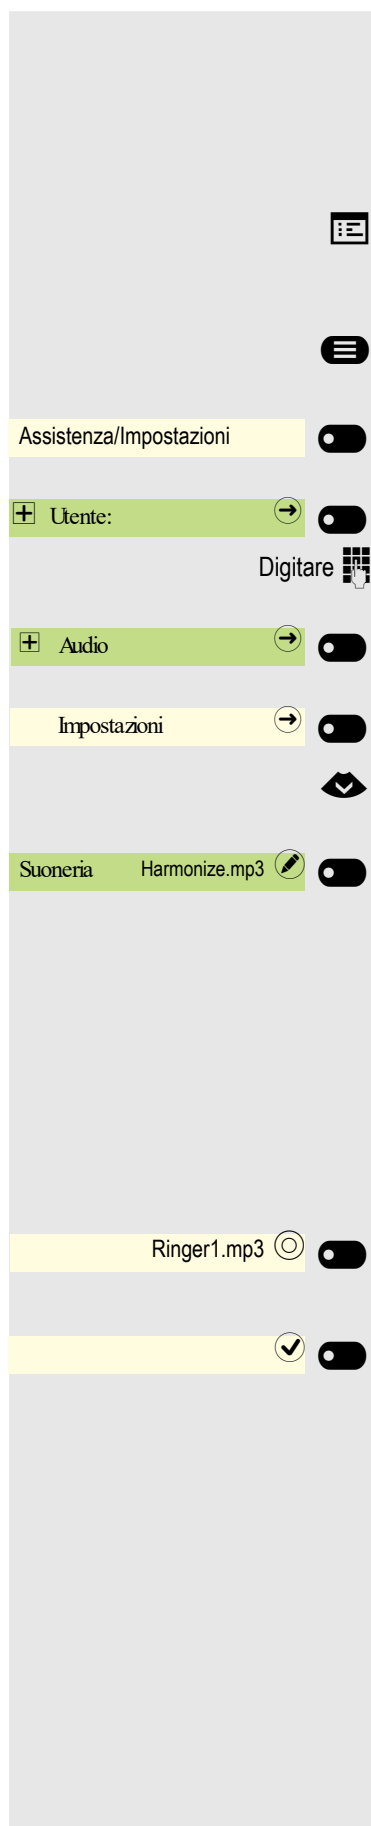 Assistenza/Impostazioni
Utente:
Digitare
Audio
Impostazioni
Suoneria Harmonize.mp3
Ringer1.mp3